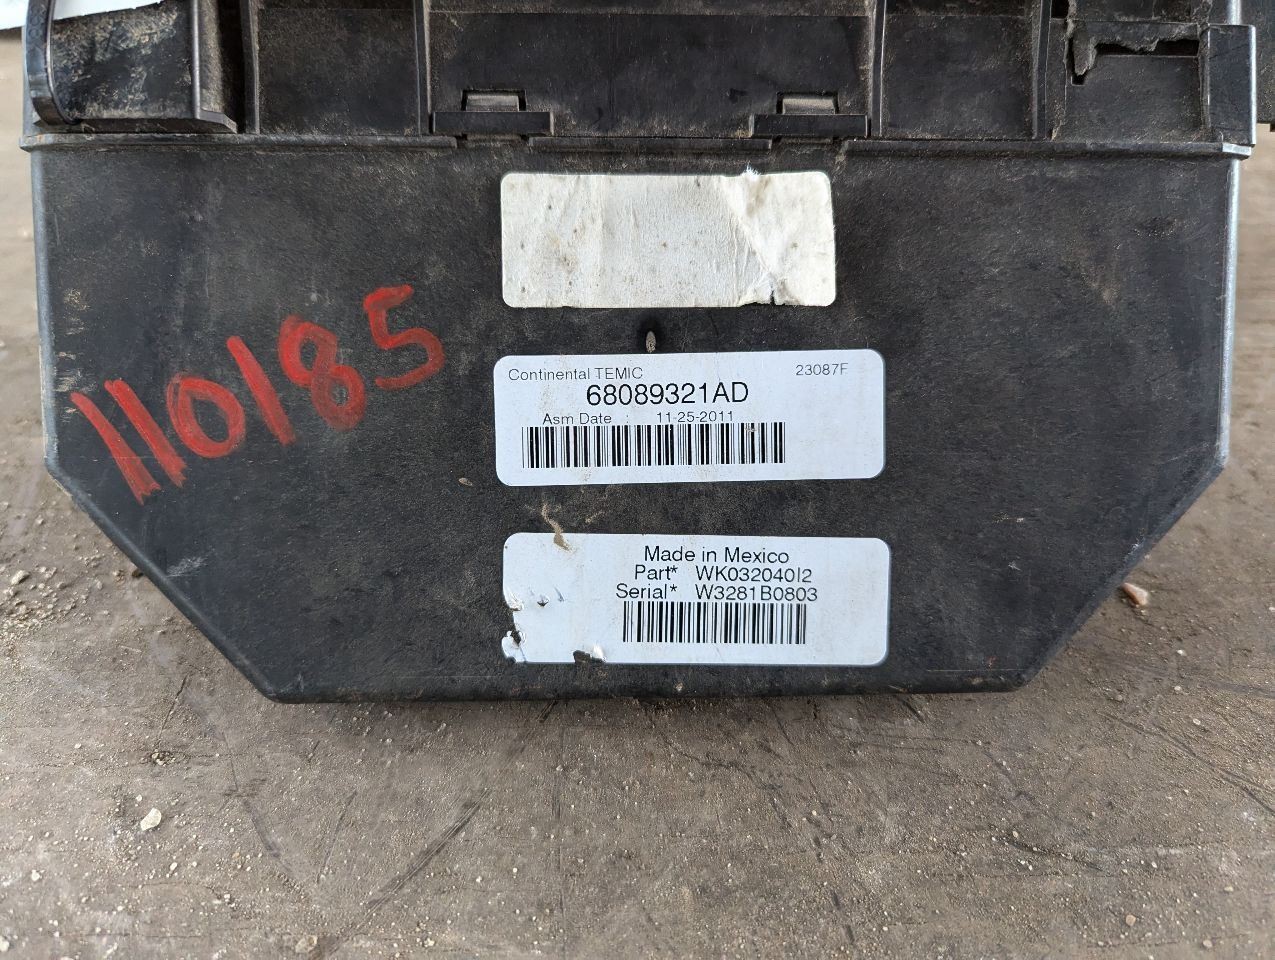 110185
Continental TEMIC 23087F
68089321AD
Asm Date : 11-25-2011
Made in Mexico
Part* WK032040I2
Serial* W3281B0803